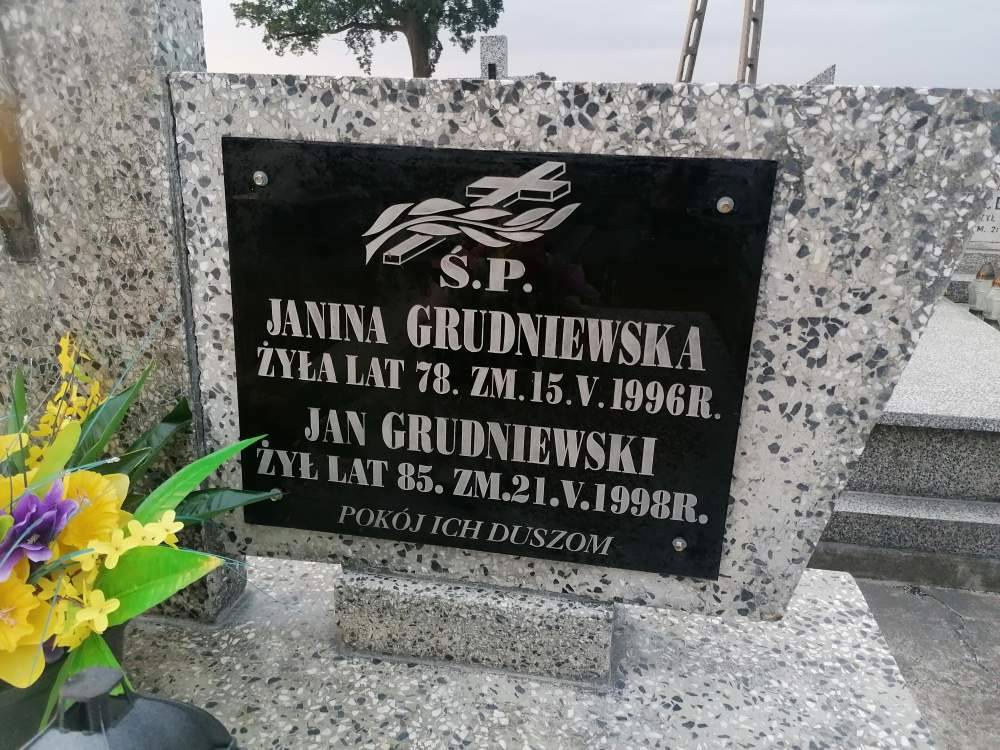 Ś.P.
JANINA GRUDNIEWSKA
ŻYŁA LAT 78. ZM. 15. V. 1996R.
JAN GRUDNIEWSKI
ŻYŁ LAT 85. ZM. 21. V. 1998R.
POKÓJ ICH DUSZOM